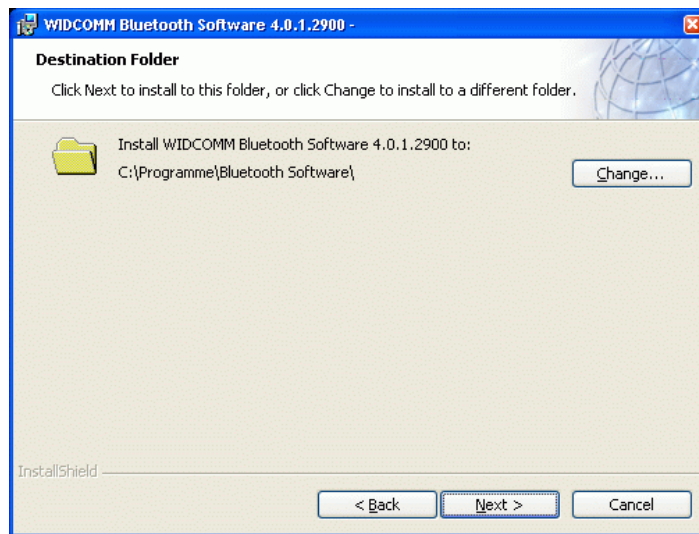 WIDCOMM Bluetooth Software 4.0.1.2900 -
Destination Folder
Click Next to install to this folder, or click Change to install to a different folder.
Install WIDCOMM Bluetooth Software 4.0.1.2900 to:
C:\Programme\Bluetooth Software\
Change...
InstallShield
< Back
Next >
Cancel